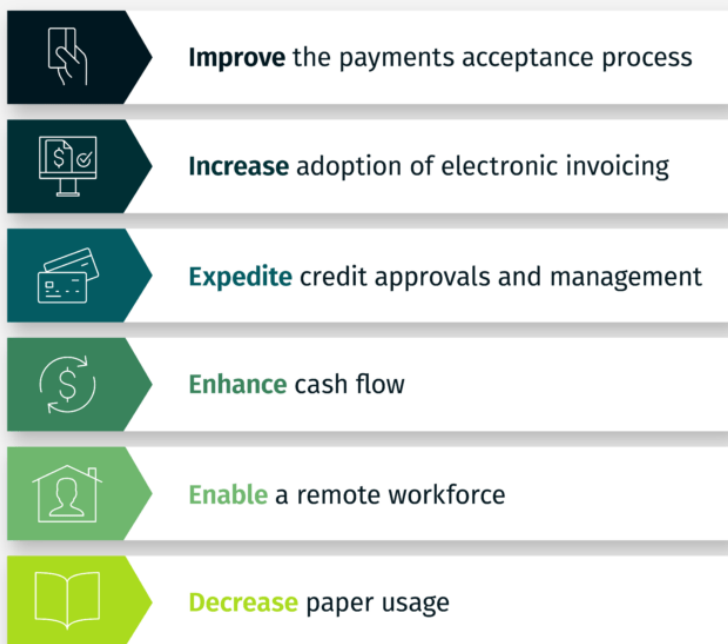 Improve the payments acceptance process
$
Increase adoption of electronic invoicing
Expedite credit approvals and management
$
Enhance cash flow
Enable a remote workforce
Decrease paper usage